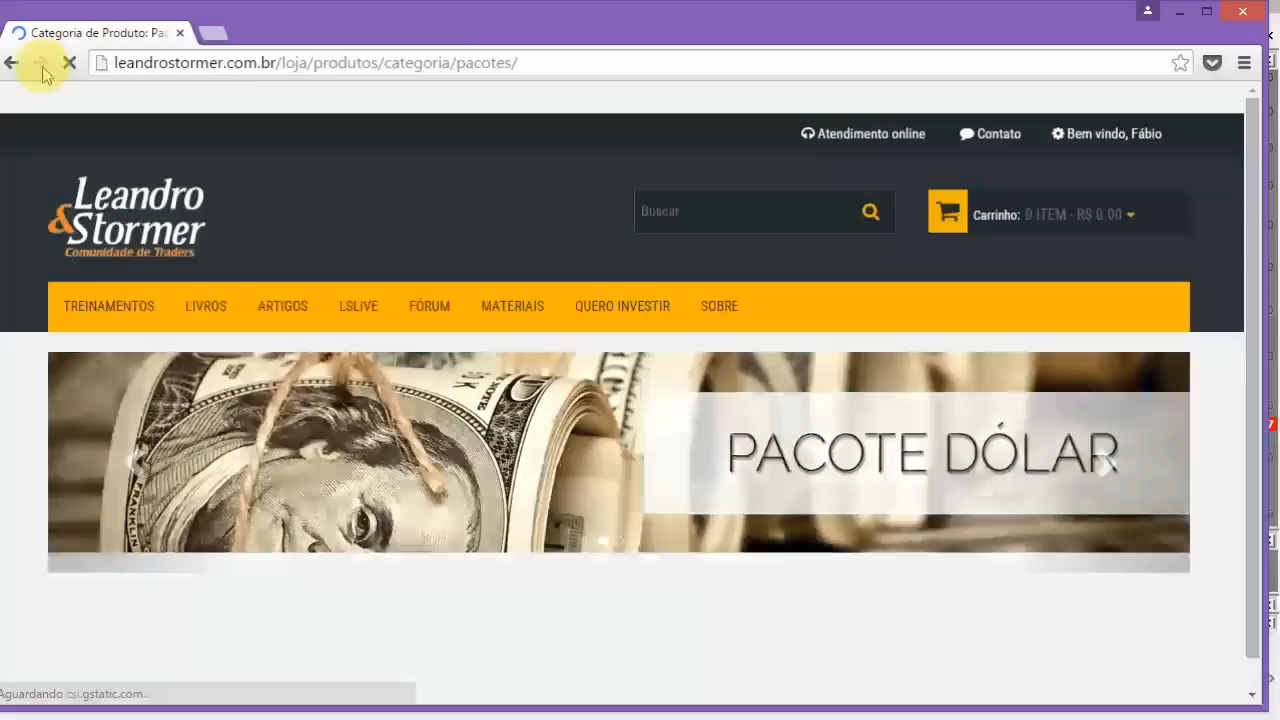 Categoria de Produto: Pa
leandrostormer.com.br/loja/produtos/categoria/pacotes/
Atendimento online
Contato
Bem vindo, Fábio
Leandro
&Stormer
Comunidade de Traders
Buscar
Carrinho: 0 ITEM - R$ 0.00
TREINAMENTOS LIVROS ARTIGOS LSLIVE FÓRUM MATERIAIS QUERO INVESTIR SOBRE
PACOTE DÓLAR
FRANKLIN
Aguardando csi.gstatic.com...